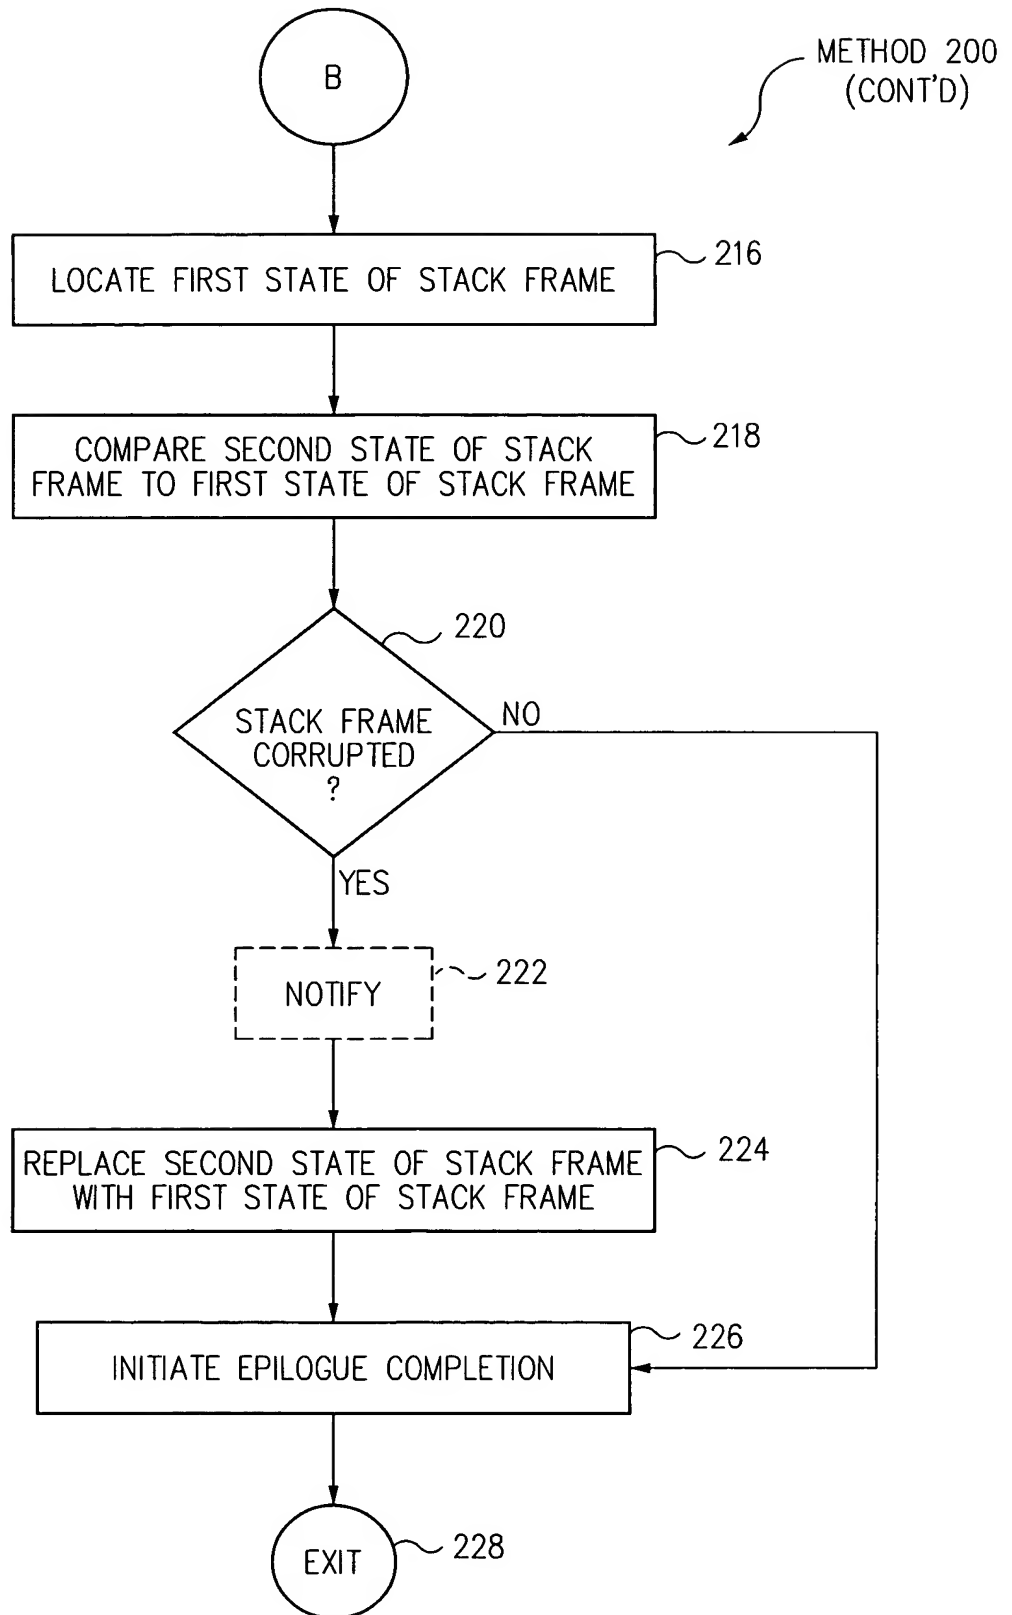 B
METHOD 200
(CONT'D)
LOCATE FIRST STATE OF STACK FRAME
216
COMPARE SECOND STATE OF STACK
FRAME TO FIRST STATE OF STACK FRAME
218
220
STACK FRAME
CORRUPTED
?
NO
YES
NOTIFY
222
REPLACE SECOND STATE OF STACK FRAME
WITH FIRST STATE OF STACK FRAME
224
INITIATE EPILOGUE COMPLETION
226
EXIT
228